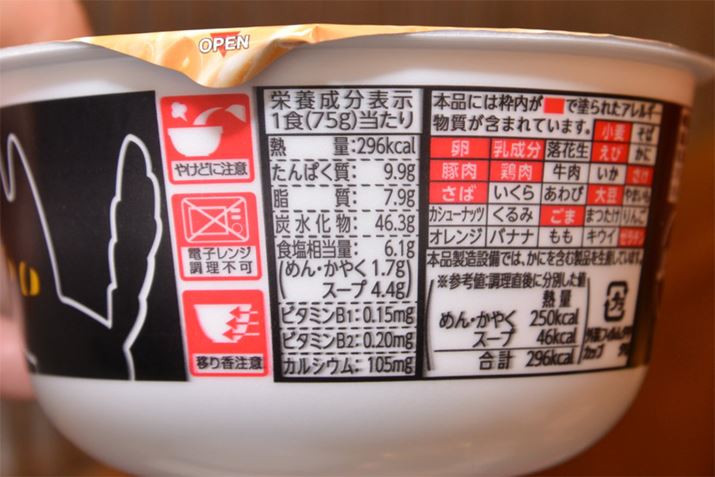 OPEN
やけどに注意
電子レンジ
調理不可
移り香注意
栄養成分表示
1食(75g)当たり
熱量:296kcal
たんぱく質: 9.9g
脂質: 7.9g
炭水化物: 46.3g
食塩相当量: 6.1g
(めん・かやく 1.7g
スープ 4.4g)
ビタミンB1: 0.15mg
ビタミンB2: 0.20mg
カルシウム: 105mg
本品には枠内が■で塗られたアレルギー
物質が含まれています。 小麦 そば
卵 乳成分 落花生 えび かに
豚肉 鶏肉 牛肉 いか さけ
さば いくら あわび 大豆 やまいも
カシューナッツ くるみ ごま まつたけ りんご
オレンジ バナナ もも キウイ ゼラチン
本品製造設備では、かにを含む製品を生産しています。
※参考値:調理直後に分別した値
熱量
めん・かやく 250kcal
スープ 46kcal
合計 296kcal
カップ